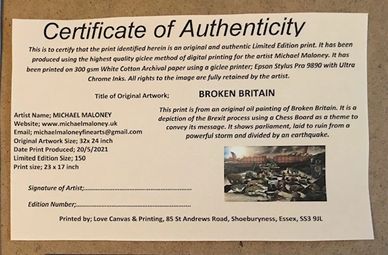 Certificate of Authenticity
This is to certify that the print identified herein is an original and authentic Limited Edition print. It has been
produced using the highest quality giclee method of digital printing for the artist Michael Maloney. It has
been printed on 300 gsm White Cotton Archival paper using a giclee printer; Epson Stylus Pro 9890 with Ultra
Chrome Inks. All rights to the image are fully retained by the artist.
Title of Original Artwork; BROKEN BRITAIN
Artist Name; MICHAEL MALONEY
Website; www.michaelmaloney.uk
Email; michaelmaloneyfinearts@gmail.com
Original Artwork Size; 32x 24 inch
Date Print Produced; 20/5/2021
Limited Edition Size; 150
Print size; 23 x 17 inch
This print is from an original oil painting of Broken Britain. It is a
depiction of the Brexit process using a Chess Board as a theme to
convey its message. It shows parliament, laid to ruin from a
powerful storm and divided by an earthquake.
Signature of Artist;
Edition Number;
Printed by; Love Canvas & Printing, 85 St Andrews Road, Shoeburyness, Essex, SS3 9JL